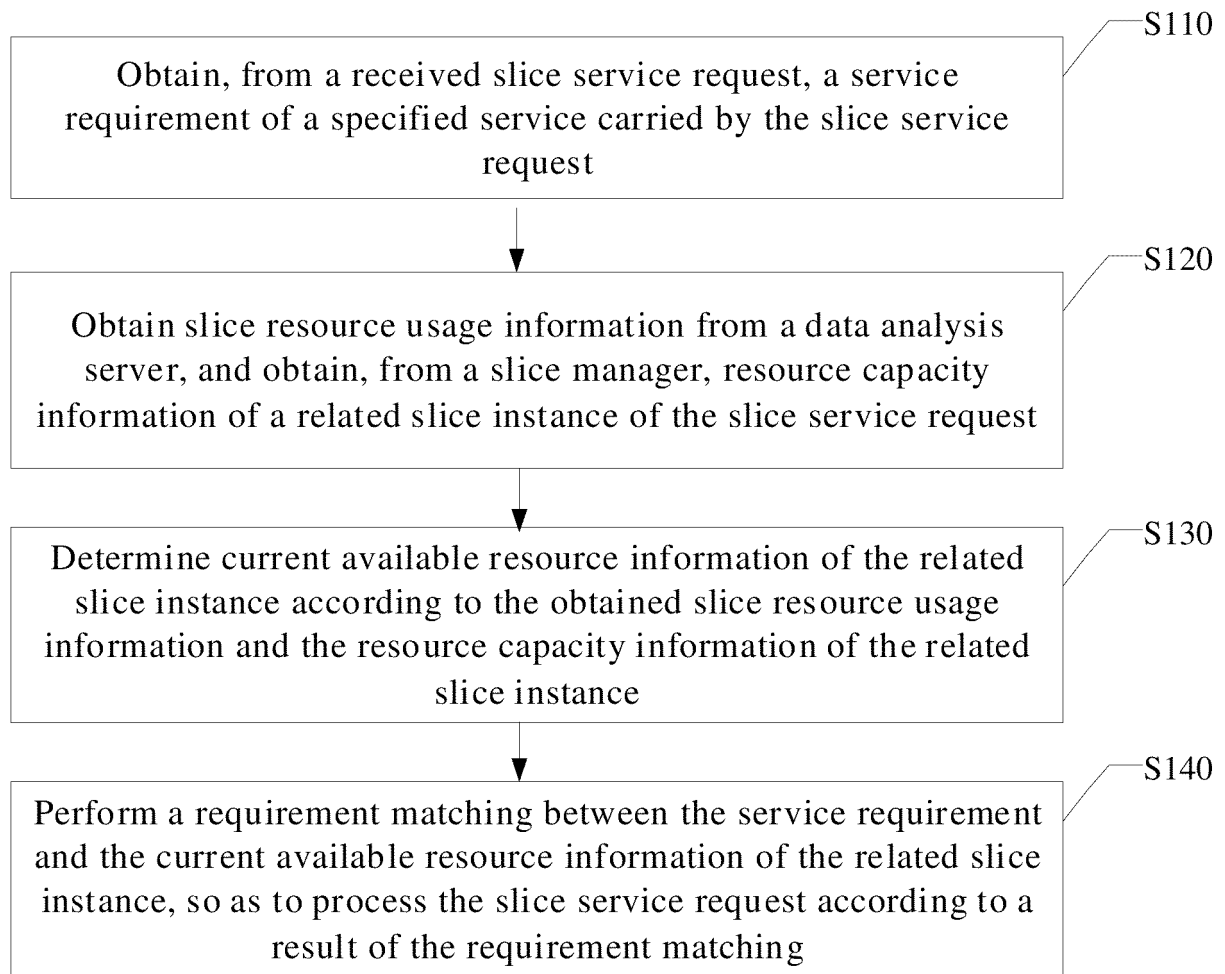 S110
Obtain, from a received slice service request, a service
requirement of a specified service carried by the slice service
request
S120
Obtain slice resource usage information from a data analysis
server, and obtain, from a slice manager, resource capacity
information of a related slice instance of the slice service request
S130
Determine current available resource information of the related
slice instance according to the obtained slice resource usage
information and the resource capacity information of the related
slice instance
S140
Perform a requirement matching between the service requirement
and the current available resource information of the related slice
instance, so as to process the slice service request according to a
result of the requirement matching